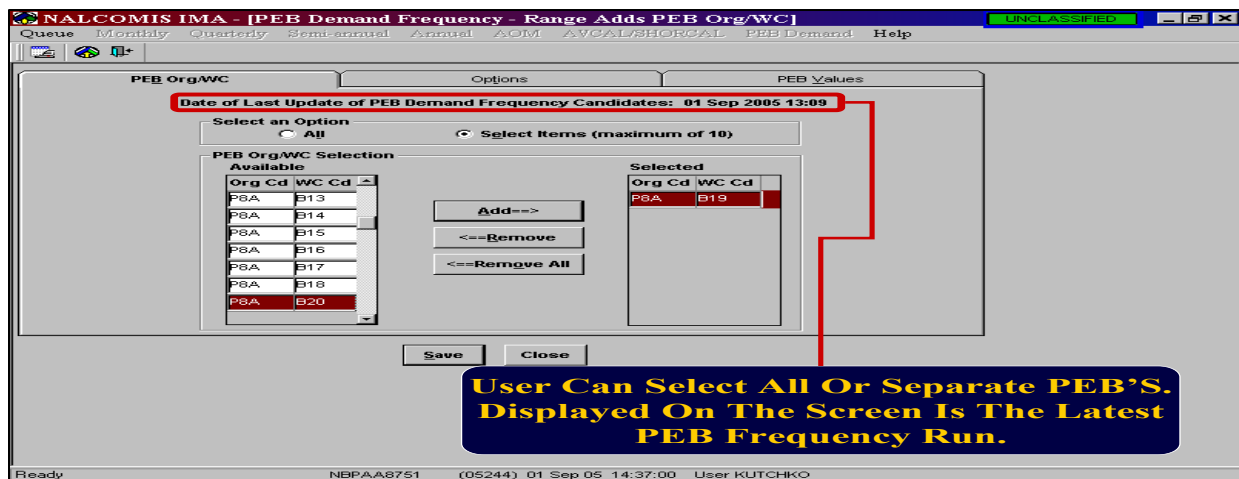 NALCOMIS IMA - [PEB Demand Frequency - Range Adds PEB Org/WC]
UNCLASSIFIED
Queue Monthly Quarterly Semi-annual Annual AOM AVCAL/SHORCAL PEB Demand Help
PEB Org/WC Options PEB Values
Date of Last Update of PEB Demand Frequency Candidates: 01 Sep 2005 13:09
Select an Option
All Select Items (maximum of 10)
PEB Org/WC Selection
Available Selected
Org Cd WC Cd Org Cd WC Cd
P8A B13 P8A B19
P8A B14
P8A B15
P8A B16
P8A B17
P8A B18
P8A B20
Add==>
<==Remove
<==Remove All
Save Close
User Can Select All Or Separate PEB’S.
Displayed On The Screen Is The Latest
PEB Frequency Run.
Ready NBPAA8751 (05244) 01 Sep 05 14:37:00 User KUTCHKO